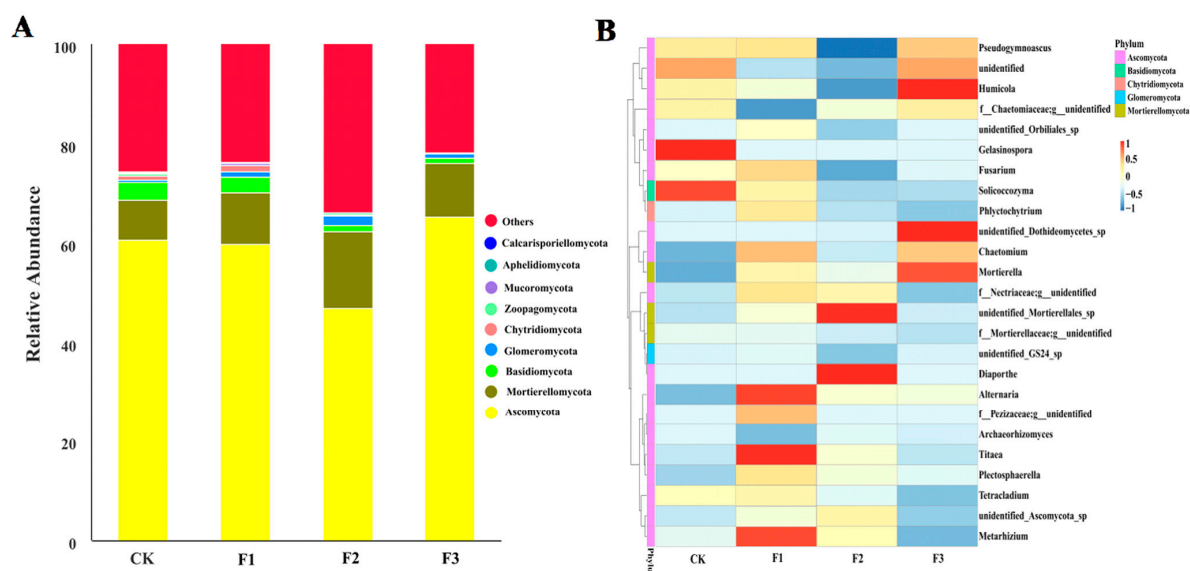 A
100
80
60
40
20
0
Relative Abundance
CK
F1
F2
F3
Others
Calcarisporiellomycota
Aphelidiomycota
Mucoromycota
Zoopagomycota
Chytridiomycota
Glomeromycota
Basidiomycota
Mortierellomycota
Ascomycota
B
Pseudogymnoascus
unidentified
Humicola
f__Chaetomiaceae;g__unidentified
unidentified_Orbiliales_sp
Gelasinospora
Fusarium
Solicoccozyma
Phlyctochytrium
unidentified_Dothideomycetes_sp
Chaetomium
Mortierella
f__Nectriaceae;g__unidentified
unidentified_Mortierellales_sp
f__Mortierellaceae;g__unidentified
unidentified_GS24_sp
Diaporthe
Alternaria
f__Pezizaceae;g__unidentified
Archaeorhizomyces
Titaea
Plectosphaerella
Tetracladium
unidentified_Ascomycota_sp
Metarhizium
CK
F1
F2
F3
Phylum
Ascomycota
Basidiomycota
Chytridiomycota
Glomeromycota
Mortierellomycota
1
0.5
0
−0.5
−1